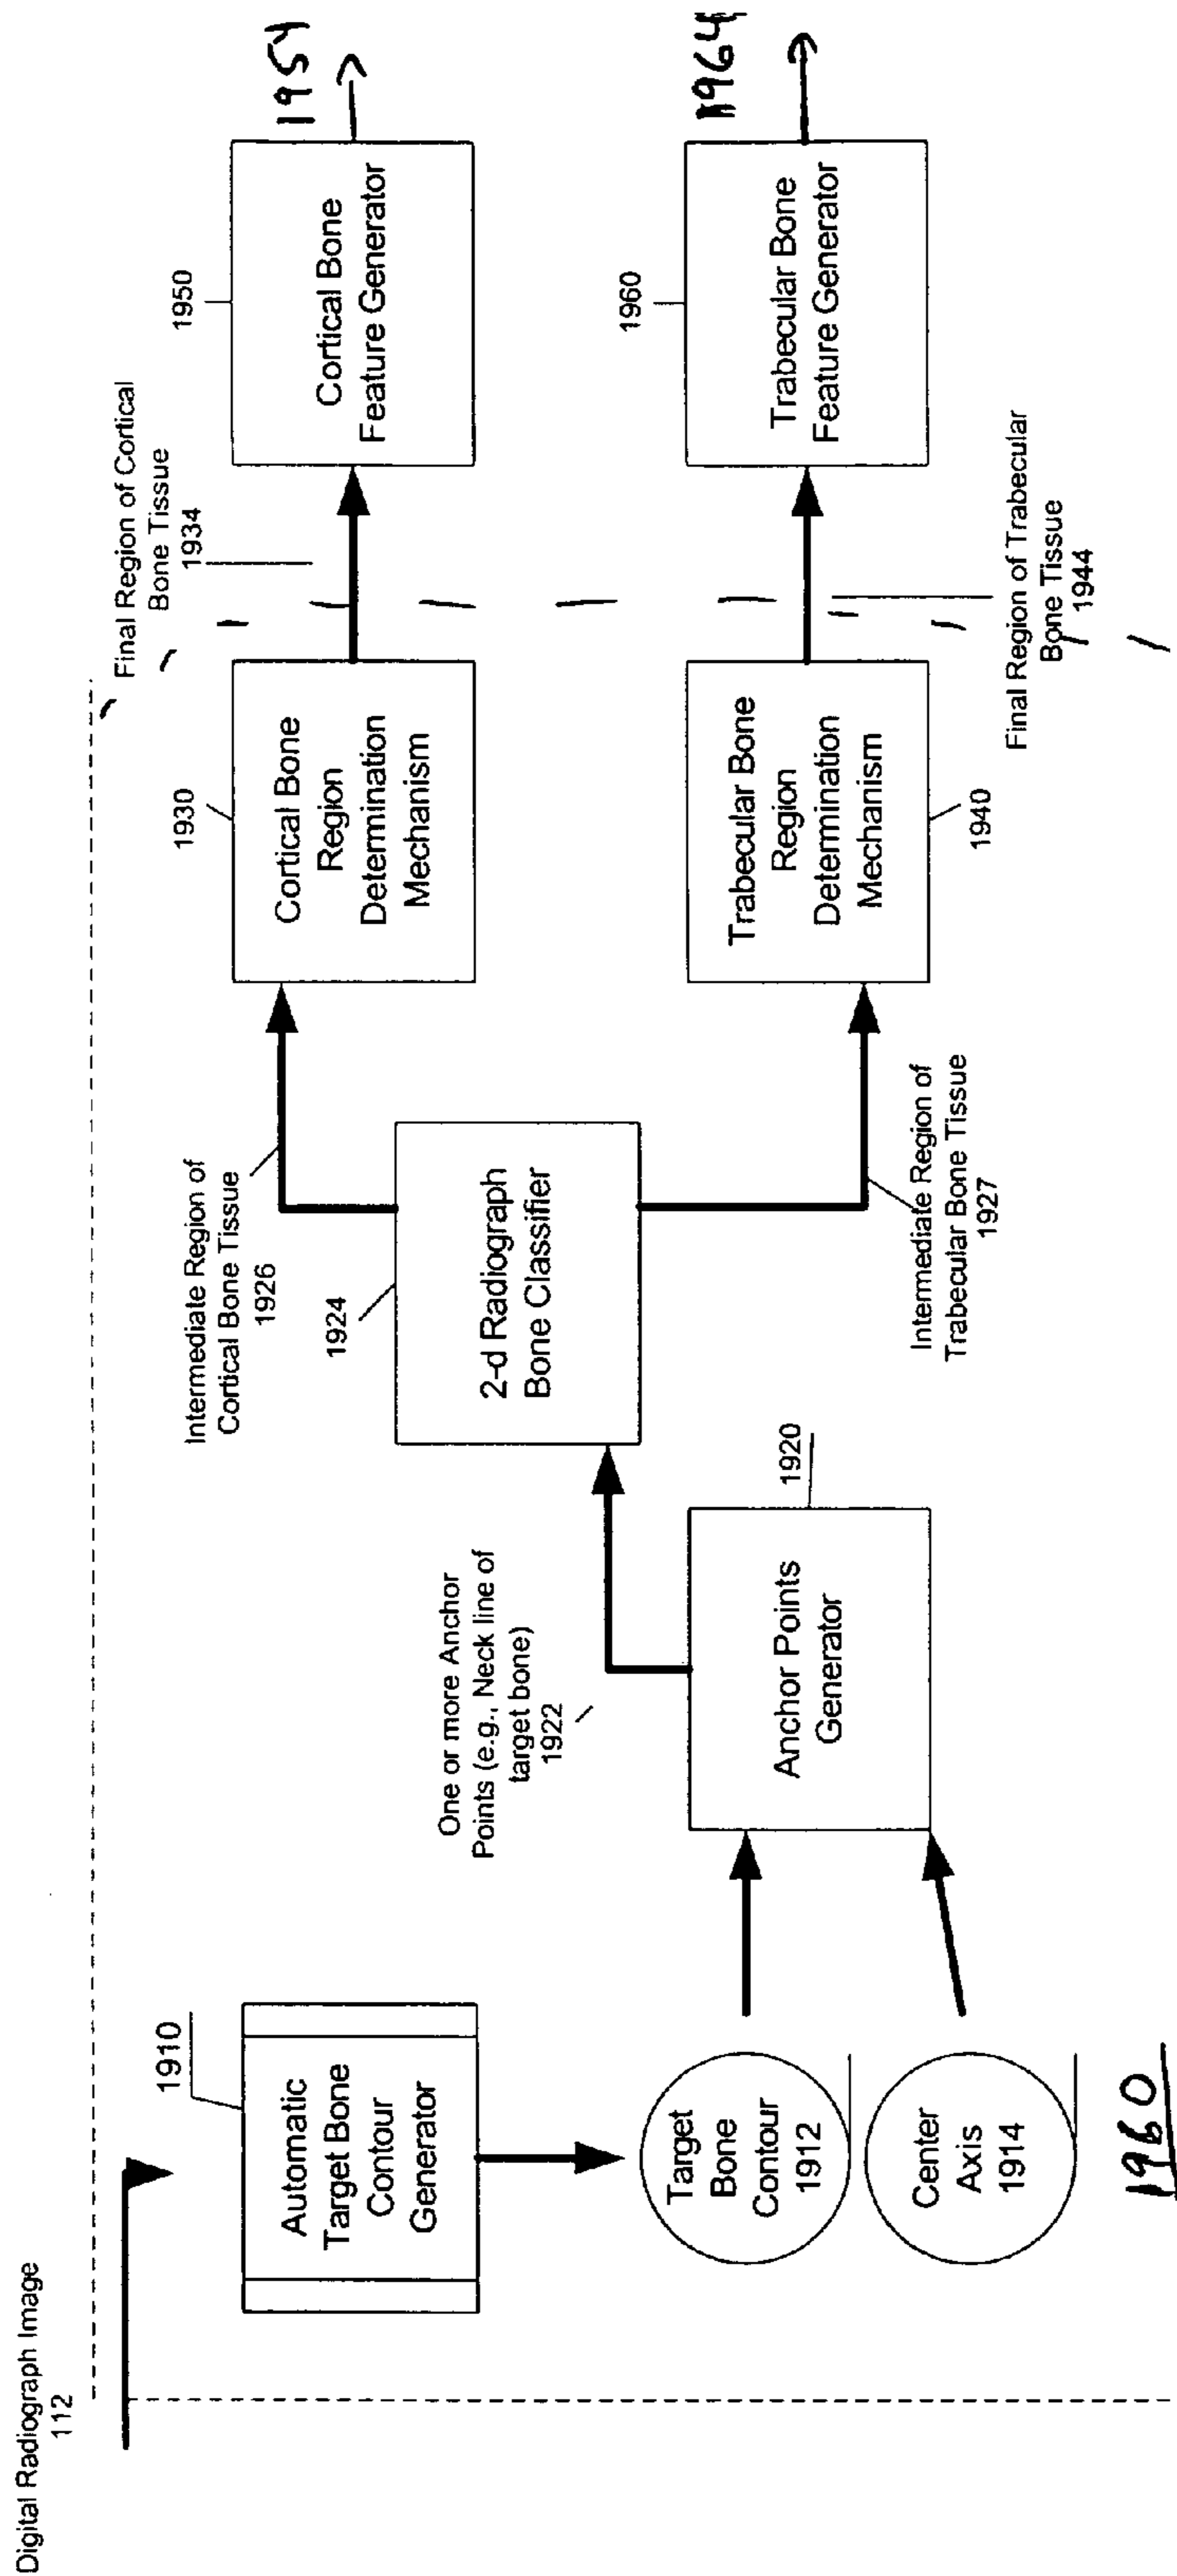 Digital Radiograph Image
112
1910
Automatic
Target Bone
Contour
Generator
Target
Bone
Contour
1912
Center
Axis
1914
1960
One or more Anchor
Points (e.g., Neck line of
target bone)
1922
Anchor Points
Generator
1920
Intermediate Region of
Cortical Bone Tissue
1926
1924
2-d Radiograph
Bone Classifier
Intermediate Region of
Trabecular Bone Tissue
1927
1930
Cortical Bone
Region
Determination
Mechanism
Trabecular Bone
Region
Determination
Mechanism
1940
Final Region of Cortical
Bone Tissue
1934
Final Region of Trabecular
Bone Tissue
1944
1950
Cortical Bone
Feature Generator
1954
1960
Trabecular Bone
Feature Generator
1964